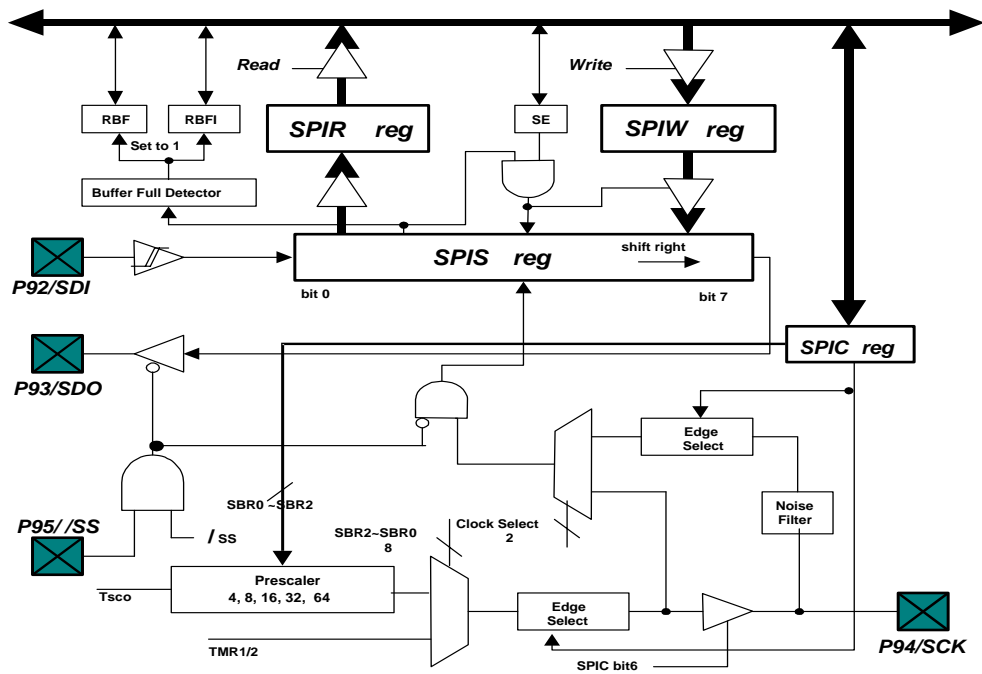 Read
Write
RBF
RBFI
SPIR reg
SE
SPIW reg
Set to 1
Buffer Full Detector
SPIS reg
shift right
P92/SDI
bit 0
bit 7
SPIC reg
P93/SDO
Edge
Select
SBR0 ~SBR2
Noise
Filter
P95/ /SS
/ SS
SBR2~SBR0
8
Clock Select
2
Prescaler
4, 8, 16, 32, 64
Tsco
Edge
Select
TMR1/2
SPIC bit6
P94/SCK